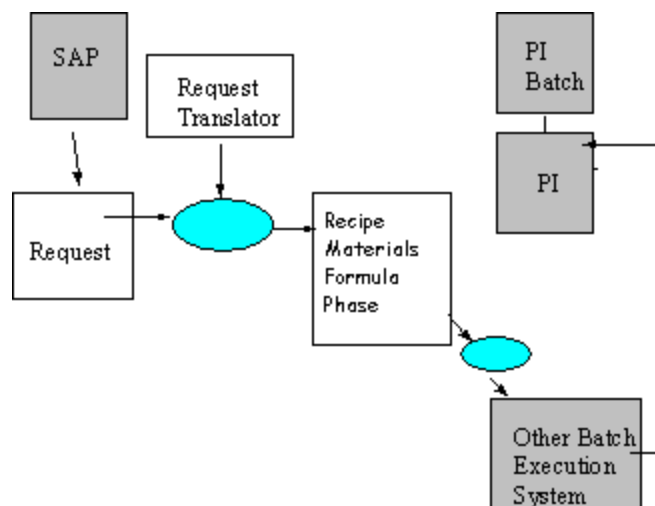 SAP
Request
Translator
PI
Batch
PI
Request
Recipe
Materials
Formula
Phase
Other Batch
Execution
System